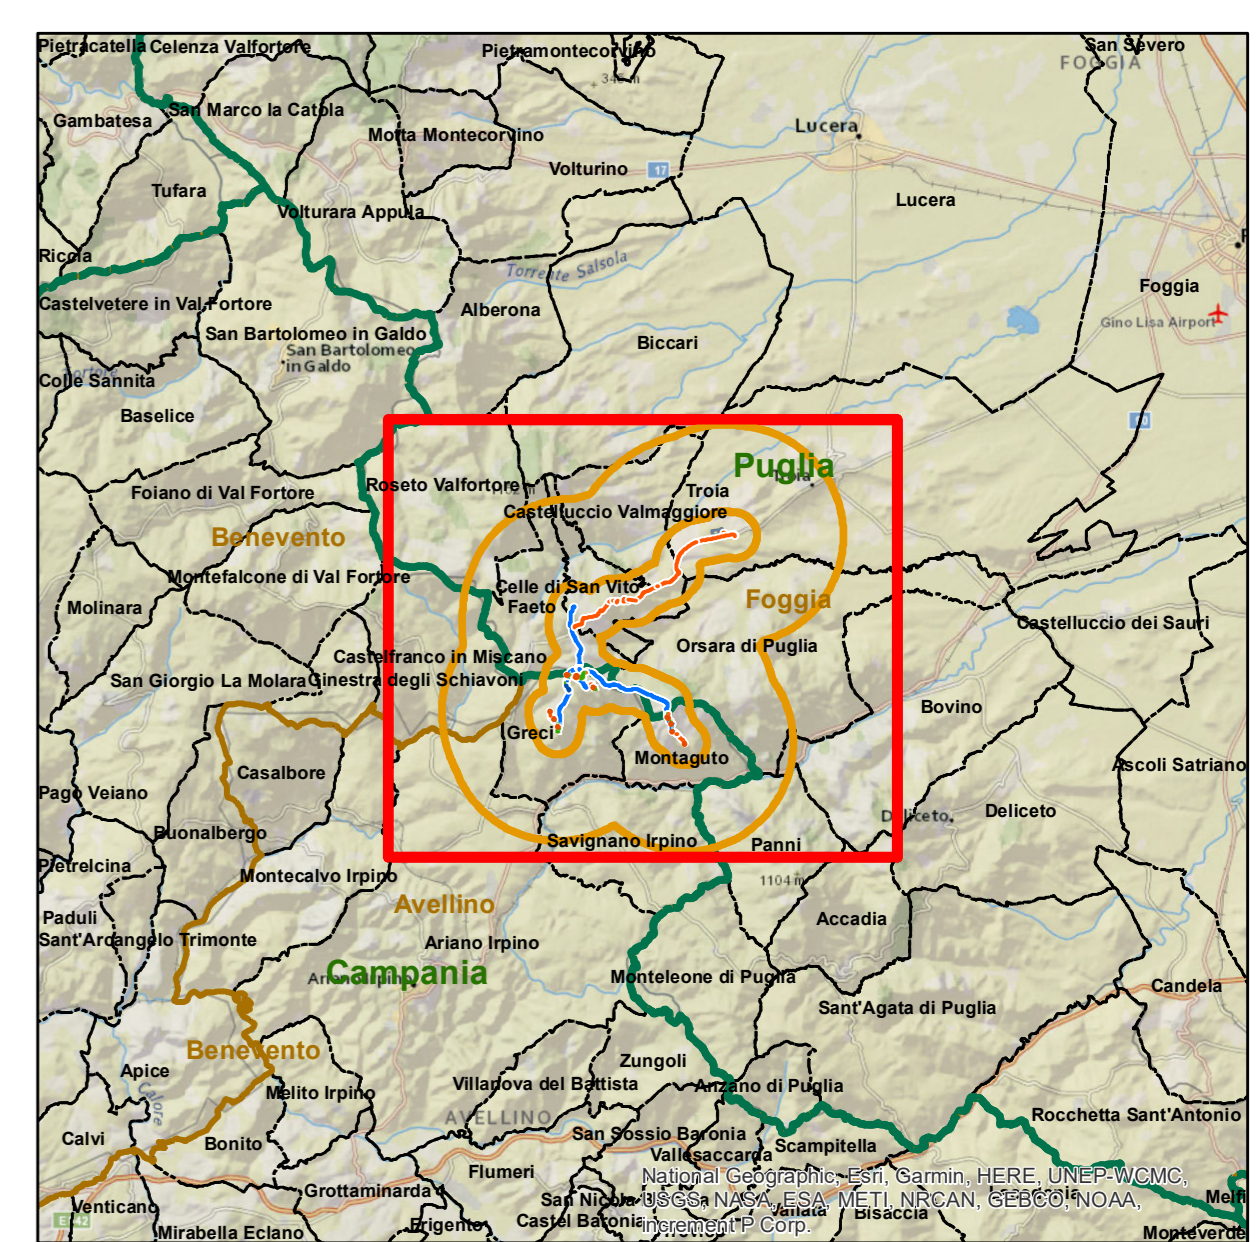 Pietracatella
Celenza Valfortore
Pietramontecorvino
San Severo
FOGGIA
345 m
San Marco la Catola
Gambatesa
Motta Montecorvino
Lucera
Volturino
17
Tufara
Lucera
Volturara Appula
Riccia
Torrente Salsola
Foggia
Castelvetere in Val Fortore
Alberona
Gino Lisa Airport
San Bartolomeo in Galdo
Biccari
San Bartolomeo
in Galdo
Colle Sannita
Baselice
Puglia
Troia
Roseto Valfortore
Troia
Foiano di Val Fortore
Castelluccio Valmaggiore
Benevento
Montefalcone di Val Fortore
Celle di San Vito
Foggia
Molinara
Faeto
Castelluccio dei Sauri
Orsara di Puglia
Castelfranco in Miscano
San Giorgio La Molara
Ginestra degli Schiavoni
Bovino
Greci
Montaguto
Casalbore
Ascoli Satriano
Pago Veiano
Deliceto
Deliceto
Buonalbergo
Savignano Irpino
Panni
Pietrelcina
Montecalvo Irpino
1104 m
Avellino
Paduli
Accadia
Sant'Arcangelo Trimonte
Ariano Irpino
Campania
Monteleone di Puglia
Candela
Sant'Agata di Puglia
Benevento
Zungoli
Apice
Calore
Villanova del Battista
Anzano di Puglia
Melito Irpino
AVELLINO
Rocchetta Sant'Antonio
Calvi
Bonito
San Sossio Baronia
Scampitella
Vallesaccarda
Flumeri
National Geographic, Esri, Garmin, HERE, UNEP-WCMC,
Grottaminarda
Melfi
Venticano
USGS, NASA, ESA, METI, NRCAN, GEBCO, NOAA,
Castel Baronia
Bisaccia
Frigento
increment P Corp.
Mirabella Eclano
Monteverde